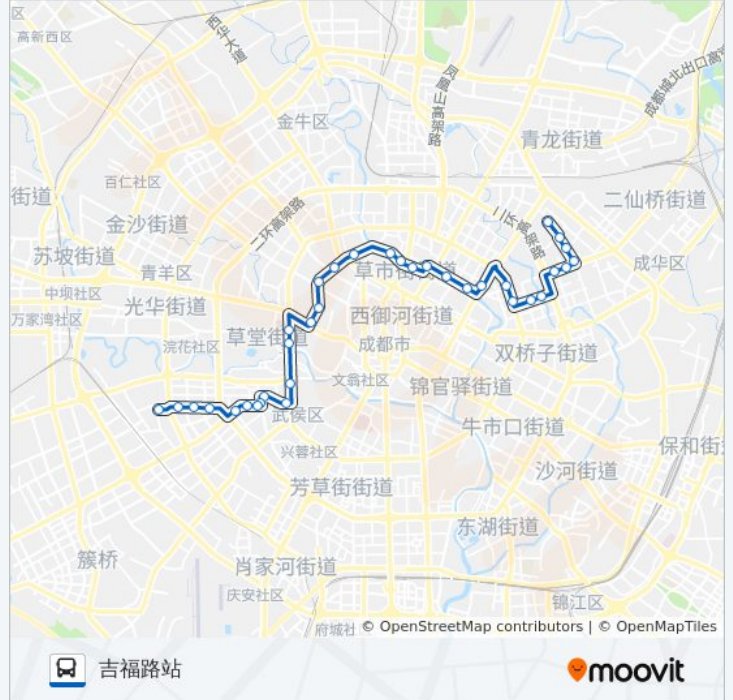 区
高新西区
西华大道
凤凰山高架路
成都城北出口高
金牛区
青龙街道
百仁社区
街道
二仙桥街道
金沙街道
二环高架路
二环高架路
苏坡街道
草市街街道
成华区
青羊区
中坝社区
光华街道
万家湾社区
西御河街道
草堂街道
浣花社区
成都市
双桥子街道
文翁社区
锦官驿街道
武侯区
牛市口街道
兴蓉社区
保和街
沙河街道
芳草街街道
东湖街道
簇桥
肖家河街道
庆安社区
锦江区
府城社
© OpenStreetMap contributors | © OpenMapTiles
吉福路站
moovit